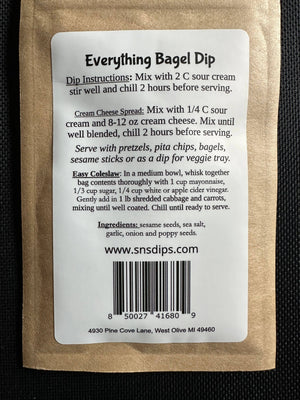 Everything Bagel Dip
Dip Instructions: Mix with 2 C sour cream
stir well and chill 2 hours before serving.
Cream Cheese Spread: Mix with 1/4 C sour
cream and 8-12 oz cream cheese. Mix until
well blended, chill 2 hours before serving.
Serve with pretzels, pita chips, bagels,
sesame sticks or as a dip for veggie tray.
Easy Coleslaw: In a medium bowl, whisk together
bag contents thoroughly with 1 cup mayonnaise,
1/3 cup sugar, 1/4 cup white or apple cider vinegar.
Gently add in 1 lb shredded cabbage and carrots,
mixing until well coated. Chill until ready to serve.
Ingredients: sesame seeds, sea salt,
garlic, onion and poppy seeds.
www.snsdips.com
8 50027 41680 9
4930 Pine Cove Lane, West Olive MI 49460